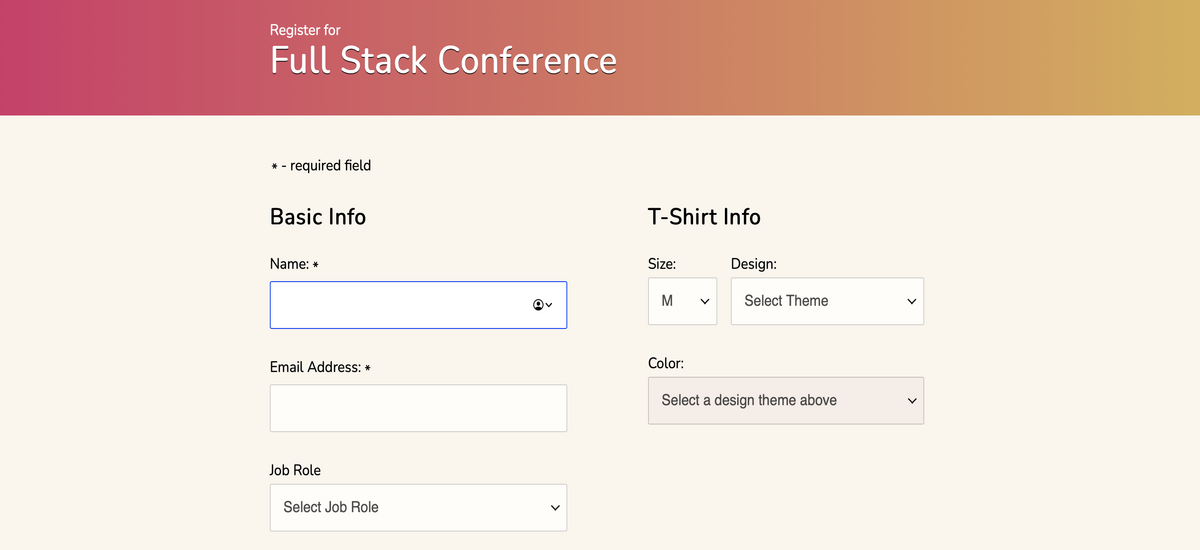 Register for
Full Stack Conference
* - required field
Basic Info
Name: *
Email Address: *
Job Role
Select Job Role
T-Shirt Info
Size:
Design:
M
Select Theme
Color:
Select a design theme above